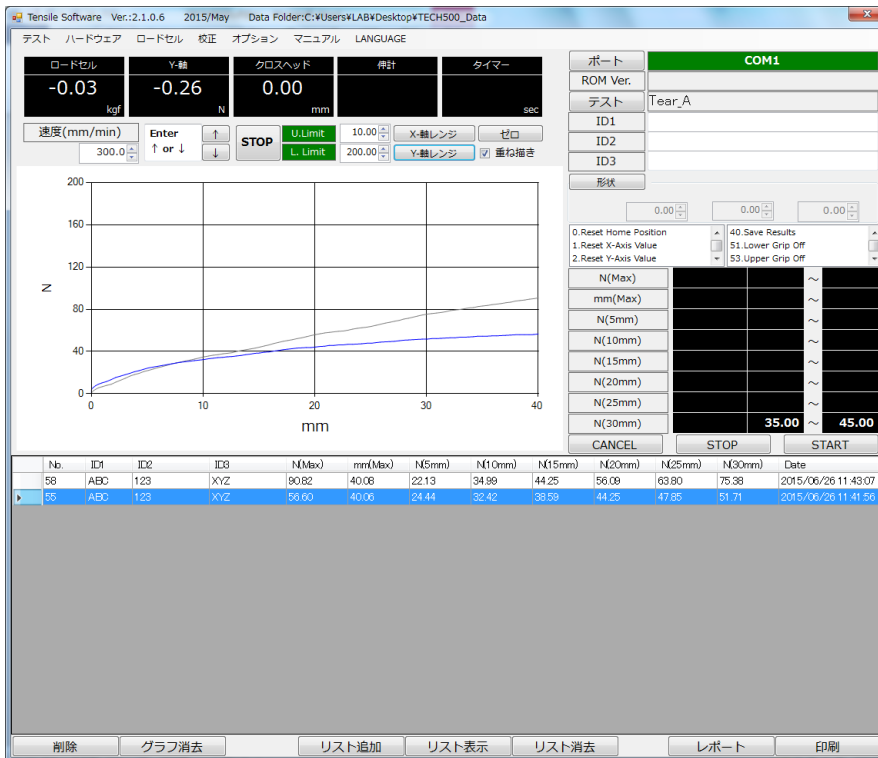 Tensile Software Ver.:2.1.0.6 2015/May Data Folder:C:¥Users¥LAB¥Desktop¥TECH500_Data
テスト ハードウェア ロードセル 校正 オプション マニュアル LANGUAGE
ロードセル Y-軸 クロスヘッド 伸計 タイマー
-0.03 -0.26 0.00
kgf N mm sec
速度(mm/min)
300.0
Enter
↑ or ↓
↑
↓
STOP
U.Limit 10.00 X-軸レンジ ゼロ
L. Limit 200.00 Y-軸レンジ 重ね描き
ポート COM1
ROM Ver.
テスト Tear_A
ID1
ID2
ID3
形状
0.00 0.00 0.00
0.Reset Home Position
1.Reset X-Axis Value
2.Reset Y-Axis Value
40.Save Results
51.Lower Grip Off
53.Upper Grip Off
200
160
120
80
40
0
N
0 10 20 30 40
mm
N(Max) ～
mm(Max) ～
N(5mm) ～
N(10mm) ～
N(15mm) ～
N(20mm) ～
N(25mm) ～
N(30mm) 35.00 ～ 45.00
CANCEL STOP START
No. ID1 ID2 ID3 N(Max) mm(Max) N(5mm) N(10mm) N(15mm) N(20mm) N(25mm) N(30mm) Date
58 ABC 123 XYZ 90.82 40.08 22.13 34.99 44.25 56.09 63.80 75.38 2015/06/26 11:43:07
55 ABC 123 XYZ 56.60 40.06 24.44 32.42 38.59 44.25 47.85 51.71 2015/06/26 11:41:56
削除 グラフ消去 リスト追加 リスト表示 リスト消去 レポート 印刷